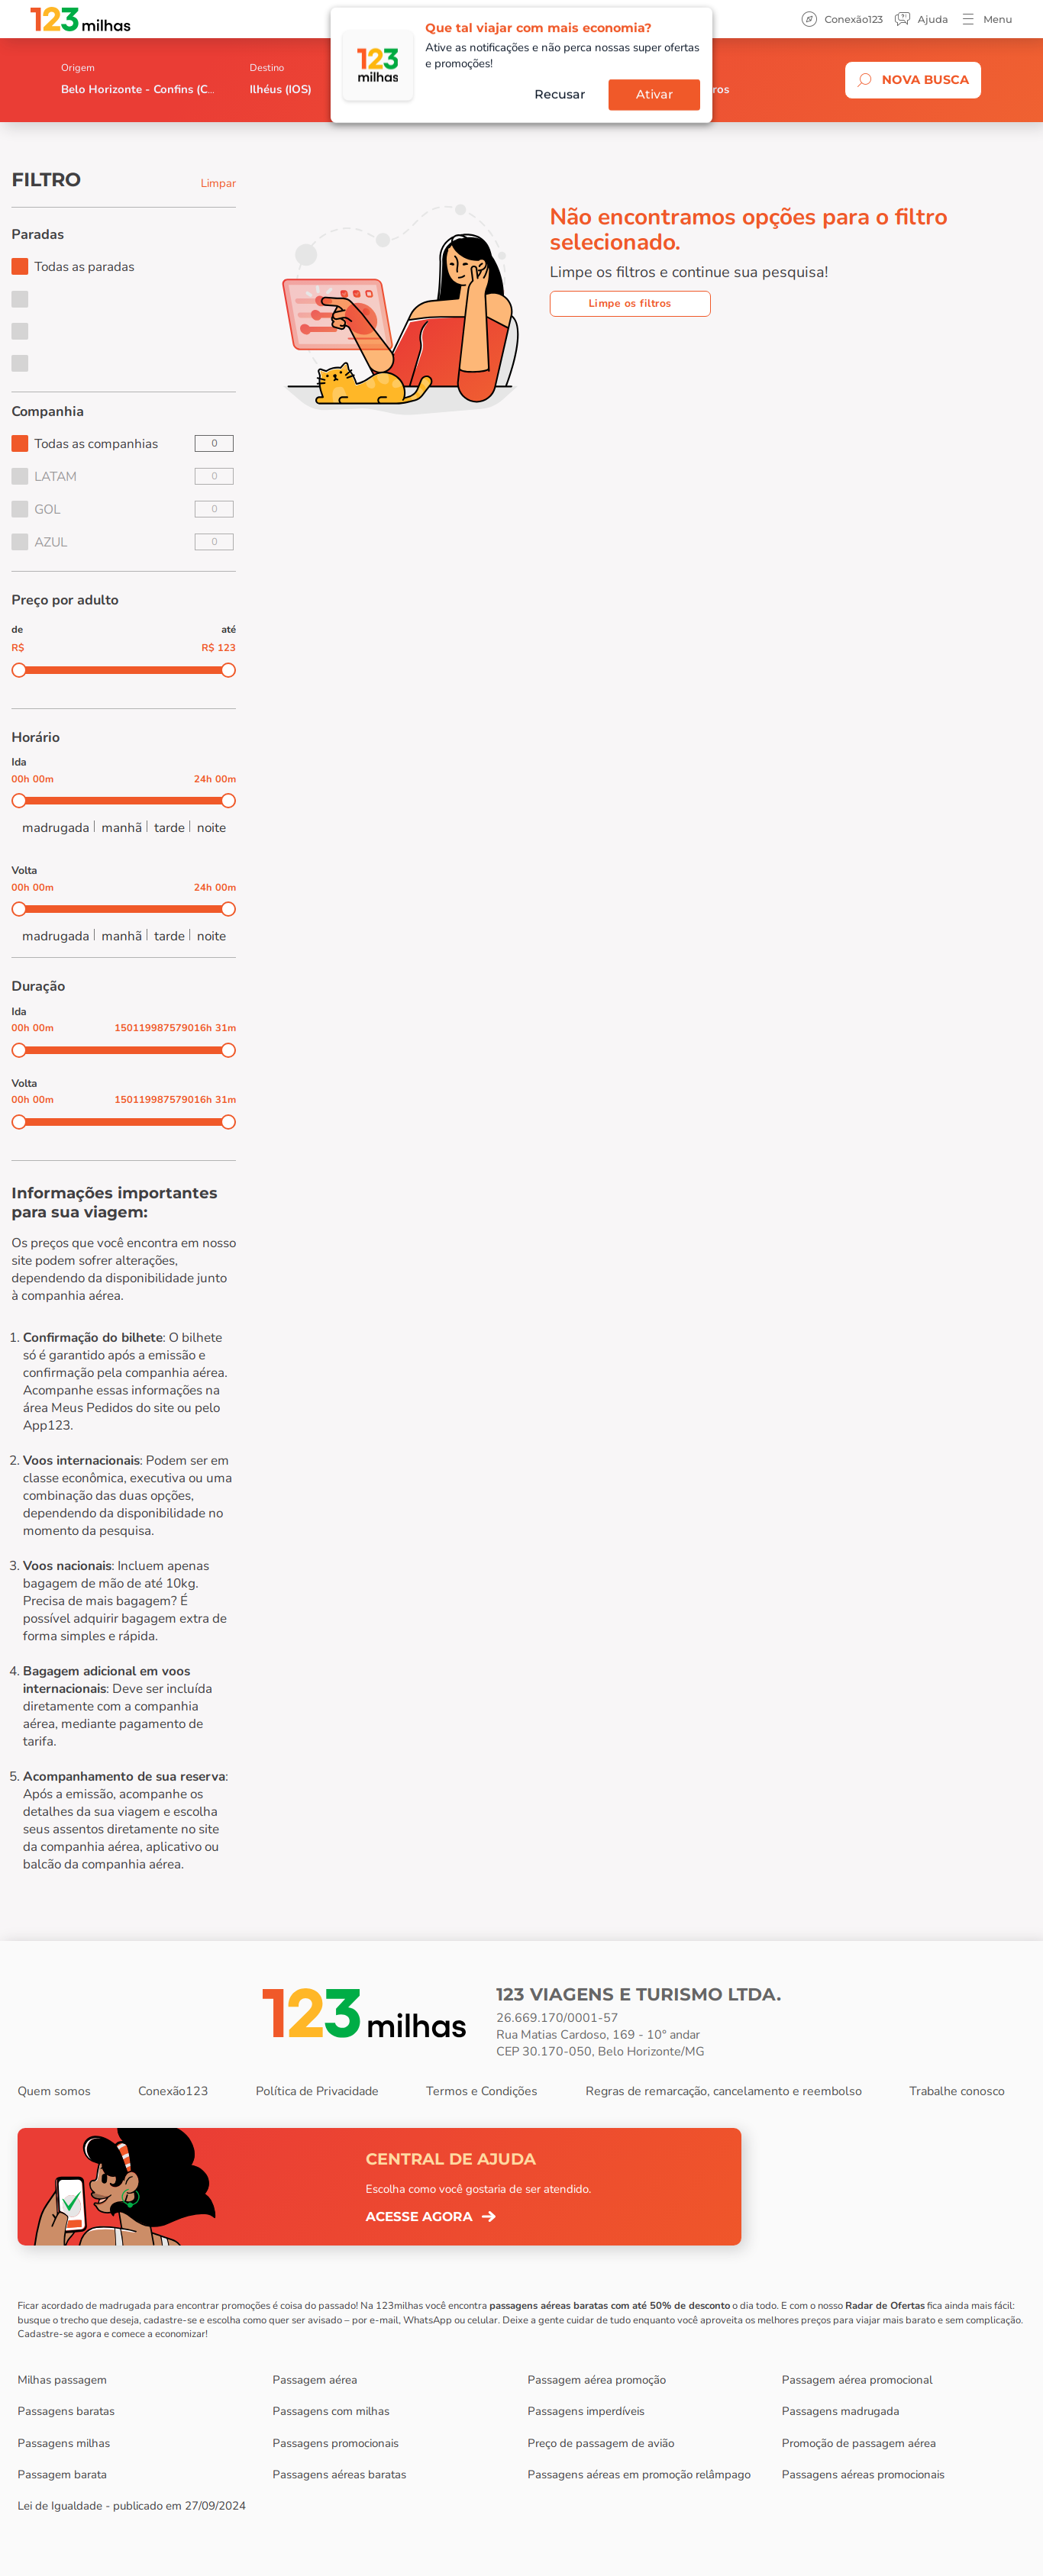 123 milhas
Conexão123
Ajuda
Menu
Que tal viajar com mais economia?
Ative as notificações e não perca nossas super ofertas
e promoções!
123
milhas
Recusar
Ativar
Origem
Belo Horizonte - Confins (C...
Destino
Ilhéus (IOS)
ros
NOVA BUSCA
FILTRO
Limpar
Paradas
Todas as paradas
Companhia
Todas as companhias 0
LATAM 0
GOL 0
AZUL 0
Preço por adulto
de até
R$ R$ 123
Horário
Ida
00h 00m 24h 00m
madrugada manhã tarde noite
Volta
00h 00m 24h 00m
madrugada manhã tarde noite
Duração
Ida
00h 00m 150119987579016h 31m
Volta
00h 00m 150119987579016h 31m
Não encontramos opções para o filtro
selecionado.
Limpe os filtros e continue sua pesquisa!
Limpe os filtros
Informações importantes
para sua viagem:
Os preços que você encontra em nosso
site podem sofrer alterações,
dependendo da disponibilidade junto
à companhia aérea.
1. Confirmação do bilhete: O bilhete
só é garantido após a emissão e
confirmação pela companhia aérea.
Acompanhe essas informações na
área Meus Pedidos do site ou pelo
App123.
2. Voos internacionais: Podem ser em
classe econômica, executiva ou uma
combinação das duas opções,
dependendo da disponibilidade no
momento da pesquisa.
3. Voos nacionais: Incluem apenas
bagagem de mão de até 10kg.
Precisa de mais bagagem? É
possível adquirir bagagem extra de
forma simples e rápida.
4. Bagagem adicional em voos
internacionais: Deve ser incluída
diretamente com a companhia
aérea, mediante pagamento de
tarifa.
5. Acompanhamento de sua reserva:
Após a emissão, acompanhe os
detalhes da sua viagem e escolha
seus assentos diretamente no site
da companhia aérea, aplicativo ou
balcão da companhia aérea.
123 milhas
123 VIAGENS E TURISMO LTDA.
26.669.170/0001-57
Rua Matias Cardoso, 169 - 10° andar
CEP 30.170-050, Belo Horizonte/MG
Quem somos
Conexão123
Política de Privacidade
Termos e Condições
Regras de remarcação, cancelamento e reembolso
Trabalhe conosco
CENTRAL DE AJUDA
Escolha como você gostaria de ser atendido.
ACESSE AGORA
Ficar acordado de madrugada para encontrar promoções é coisa do passado! Na 123milhas você encontra passagens aéreas baratas com até 50% de desconto o dia todo. E com o nosso Radar de Ofertas fica ainda mais fácil:
busque o trecho que deseja, cadastre-se e escolha como quer ser avisado – por e-mail, WhatsApp ou celular. Deixe a gente cuidar de tudo enquanto você aproveita os melhores preços para viajar mais barato e sem complicação.
Cadastre-se agora e comece a economizar!
Milhas passagem
Passagem aérea
Passagem aérea promoção
Passagem aérea promocional
Passagens baratas
Passagens com milhas
Passagens imperdíveis
Passagens madrugada
Passagens milhas
Passagens promocionais
Preço de passagem de avião
Promoção de passagem aérea
Passagem barata
Passagens aéreas baratas
Passagens aéreas em promoção relâmpago
Passagens aéreas promocionais
Lei de Igualdade - publicado em 27/09/2024